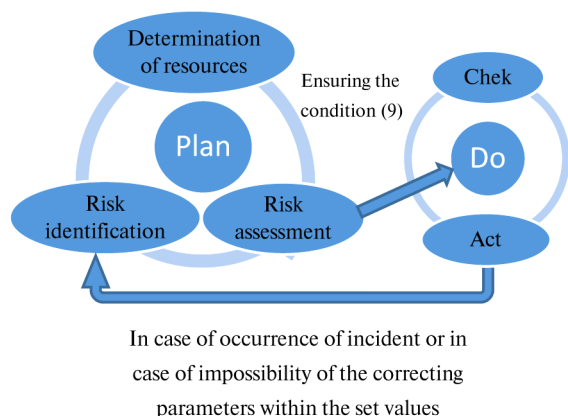 Determination
of resources
Plan
Risk
identification
Risk
assessment
Ensuring the
condition (9)
Chek
Do
Act
In case of occurrence of incident or in
case of impossibility of the correcting
parameters within the set values